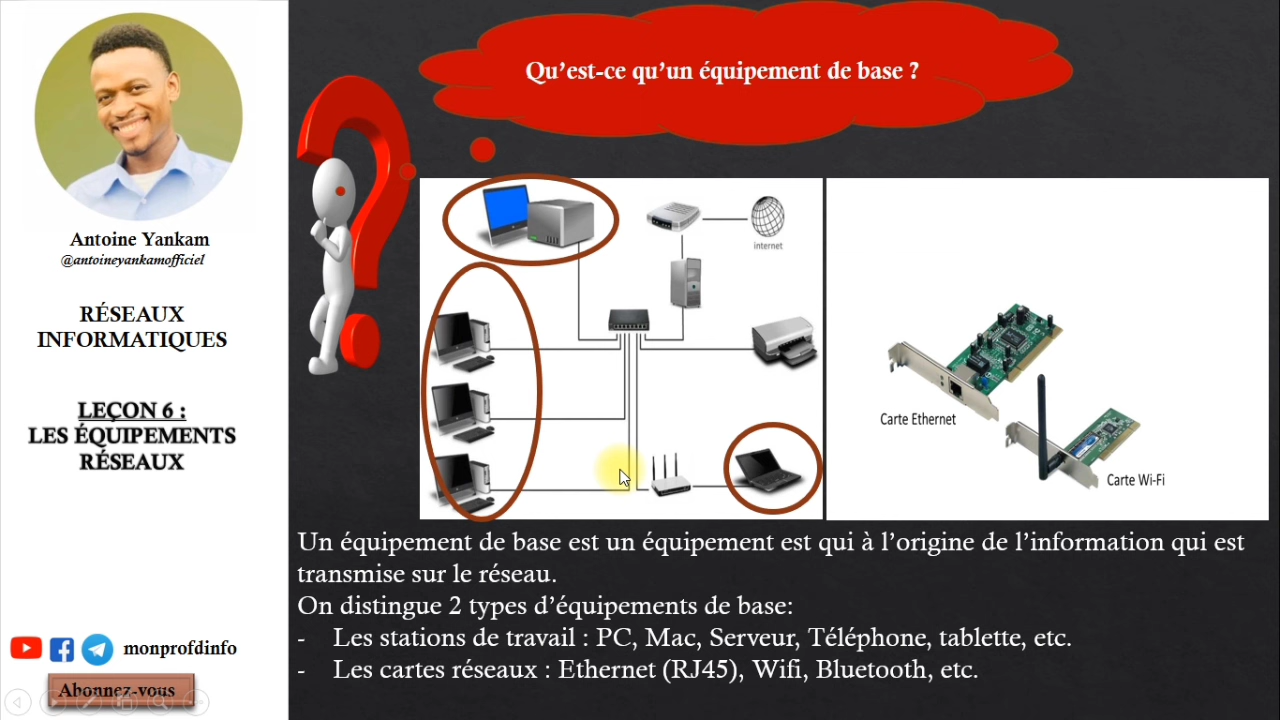 Qu'est-ce qu'un équipement de base ?
Antoine Yankam
@antoineyankamofficiel
RÉSEAUX
INFORMATIQUES
LEÇON 6 :
LES ÉQUIPEMENTS
RÉSEAUX
internet
Carte Ethernet
Carte Wi-Fi
Un équipement de base est un équipement est qui à l'origine de l'information qui est
transmise sur le réseau.
On distingue 2 types d'équipements de base:
- Les stations de travail : PC, Mac, Serveur, Téléphone, tablette, etc.
- Les cartes réseaux : Ethernet (RJ45), Wifi, Bluetooth, etc.
monprofdinfo
Abonnez-vous